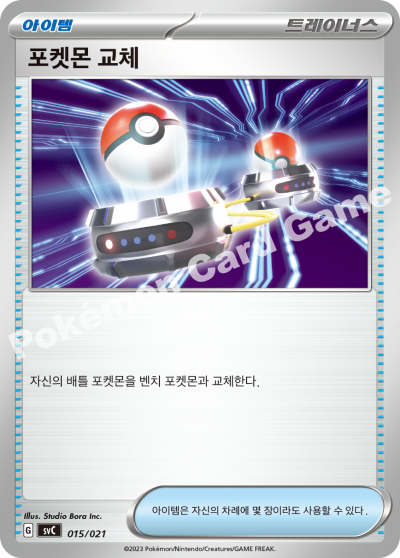 아이템
트레이너스
포켓몬 교체
Pokémon Card Game
자신의 배틀 포켓몬을 벤치 포켓몬과 교체한다.
아이템은 자신의 차례에 몇 장이라도 사용할 수 있다.
Illus. Studio Bora Inc.
G svC 015/021
©2023 Pokémon/Nintendo/Creatures/GAME FREAK.